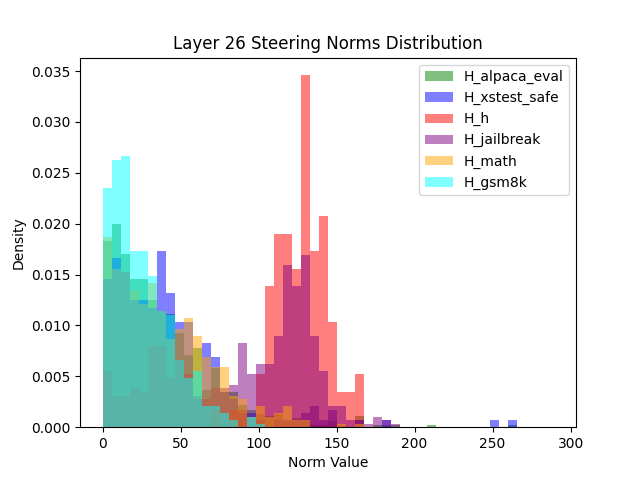 Layer 26 Steering Norms Distribution
0.035
0.030
0.025
0.020
0.015
0.010
0.005
0.000
Density
H_alpaca_eval
H_xstest_safe
H_h
H_jailbreak
H_math
H_gsm8k
0 50 100 150 200 250 300
Norm Value